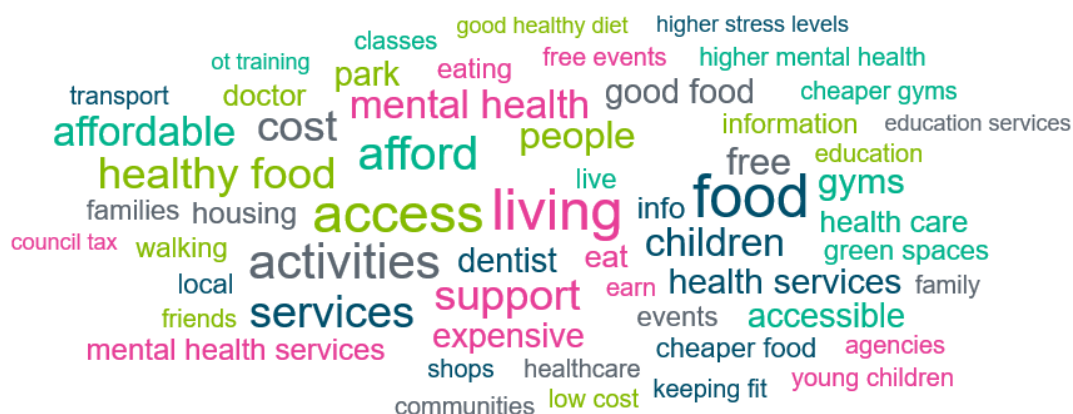 good healthy diet higher stress levels
classes
ot training park eating free events higher mental health
transport doctor mental health good food cheaper gyms
affordable cost people information education services
healthy food afford free education
live food gyms
families housing access living info health care
council tax walking activities dentist eat children green spaces
local support earn health services family
friends services expensive events accessible
mental health services cheaper food agencies
shops healthcare keeping fit young children
communities low cost